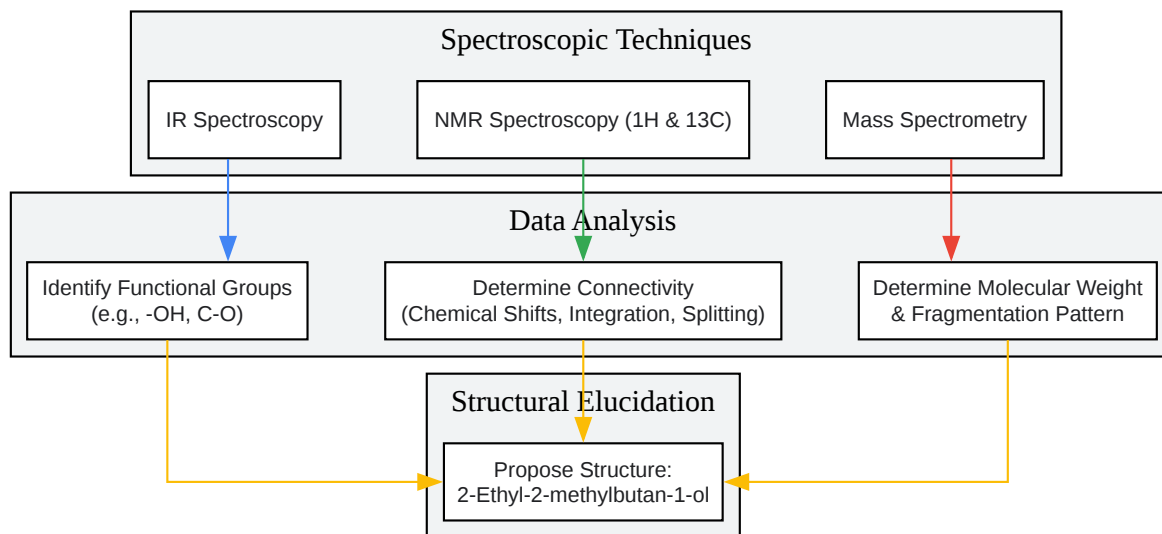 Spectroscopic Techniques
IR Spectroscopy
NMR Spectroscopy (1H & 13C)
Mass Spectrometry
Data Analysis
Identify Functional Groups
(e.g., -OH, C-O)
Determine Connectivity
(Chemical Shifts, Integration, Splitting)
Determine Molecular Weight
& Fragmentation Pattern
Structural Elucidation
Propose Structure:
2-Ethyl-2-methylbutan-1-ol